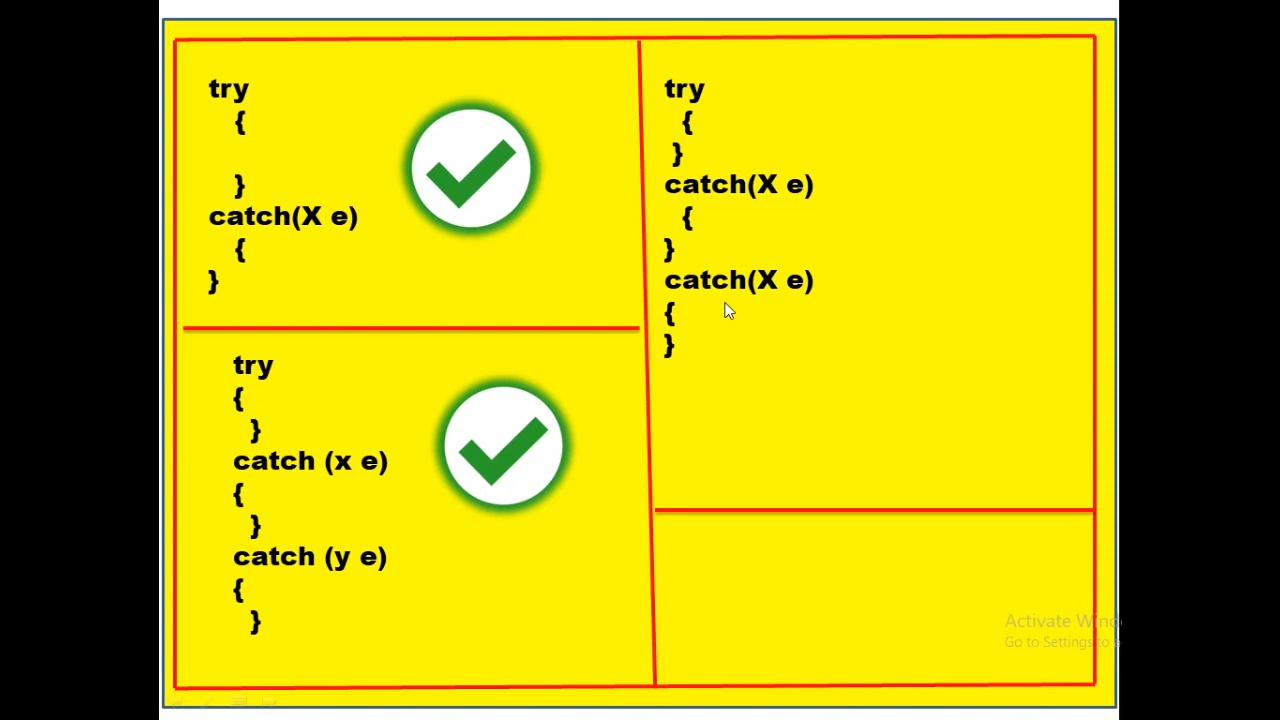 try
{
}
catch(X e)
{
}
try
{
}
catch (x e)
{
}
catch (y e)
{
}
try
{
}
catch(X e)
{
}
catch(X e)
{
}
Activate Wind
Go to Settings to